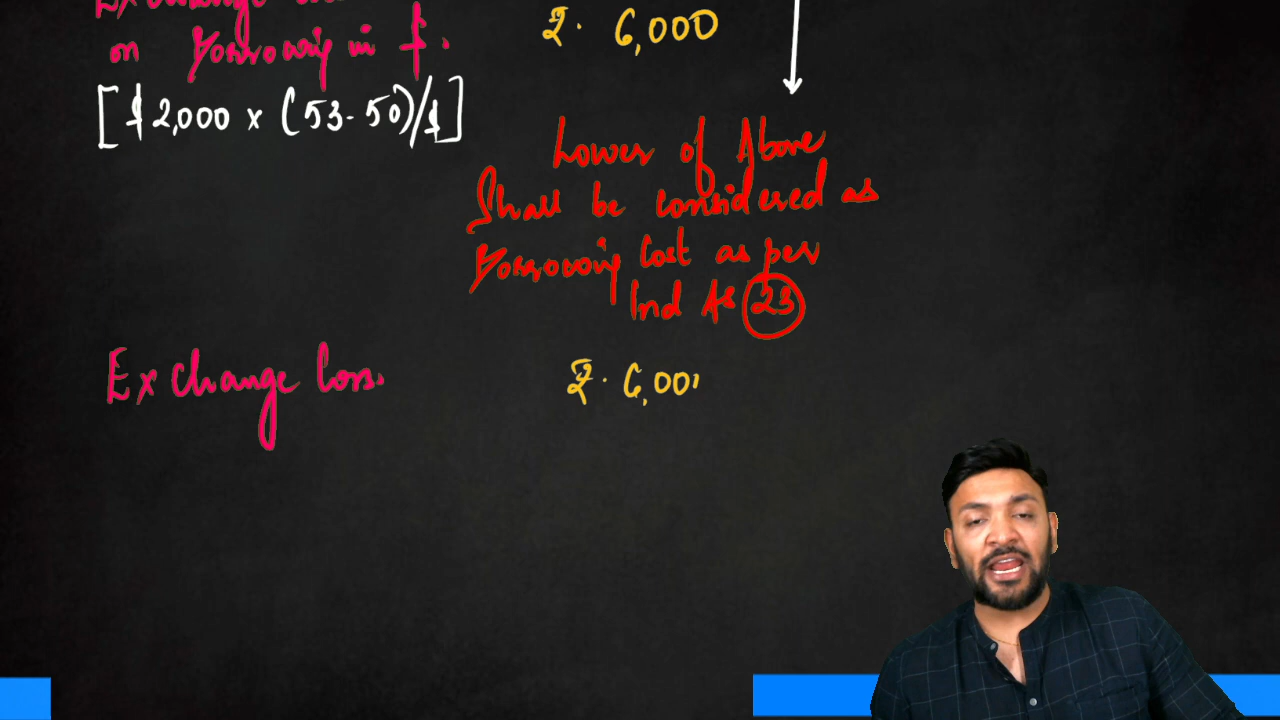 Exchange
on Borrowing in $.
[$ 2,000 x (53-50)/$]
₹. 6,000
Lower of Above
Shall be considered as
Borrowing Cost as per
Ind As 23
Exchange Loss.
₹. 6,00